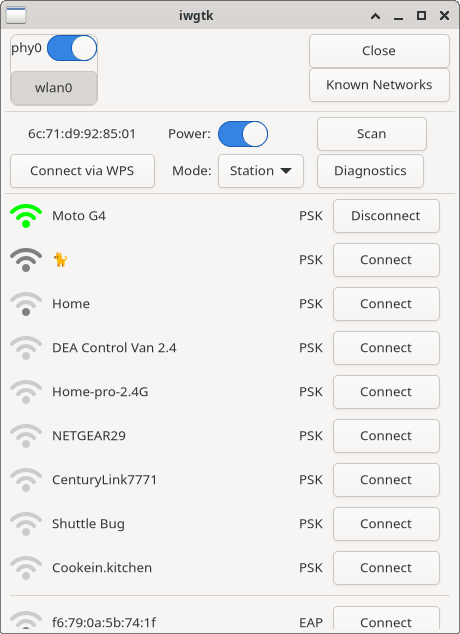 iwgtk
phy0
Close
wlan0
Known Networks
6c:71:d9:92:85:01 Power: Scan
Connect via WPS Mode: Station Diagnostics
Moto G4 PSK Disconnect
🐈 PSK Connect
Home PSK Connect
DEA Control Van 2.4 PSK Connect
Home-pro-2.4G PSK Connect
NETGEAR29 PSK Connect
CenturyLink7771 PSK Connect
Shuttle Bug PSK Connect
Cookein.kitchen PSK Connect
f6:79:0a:5b:74:1f EAP Connect